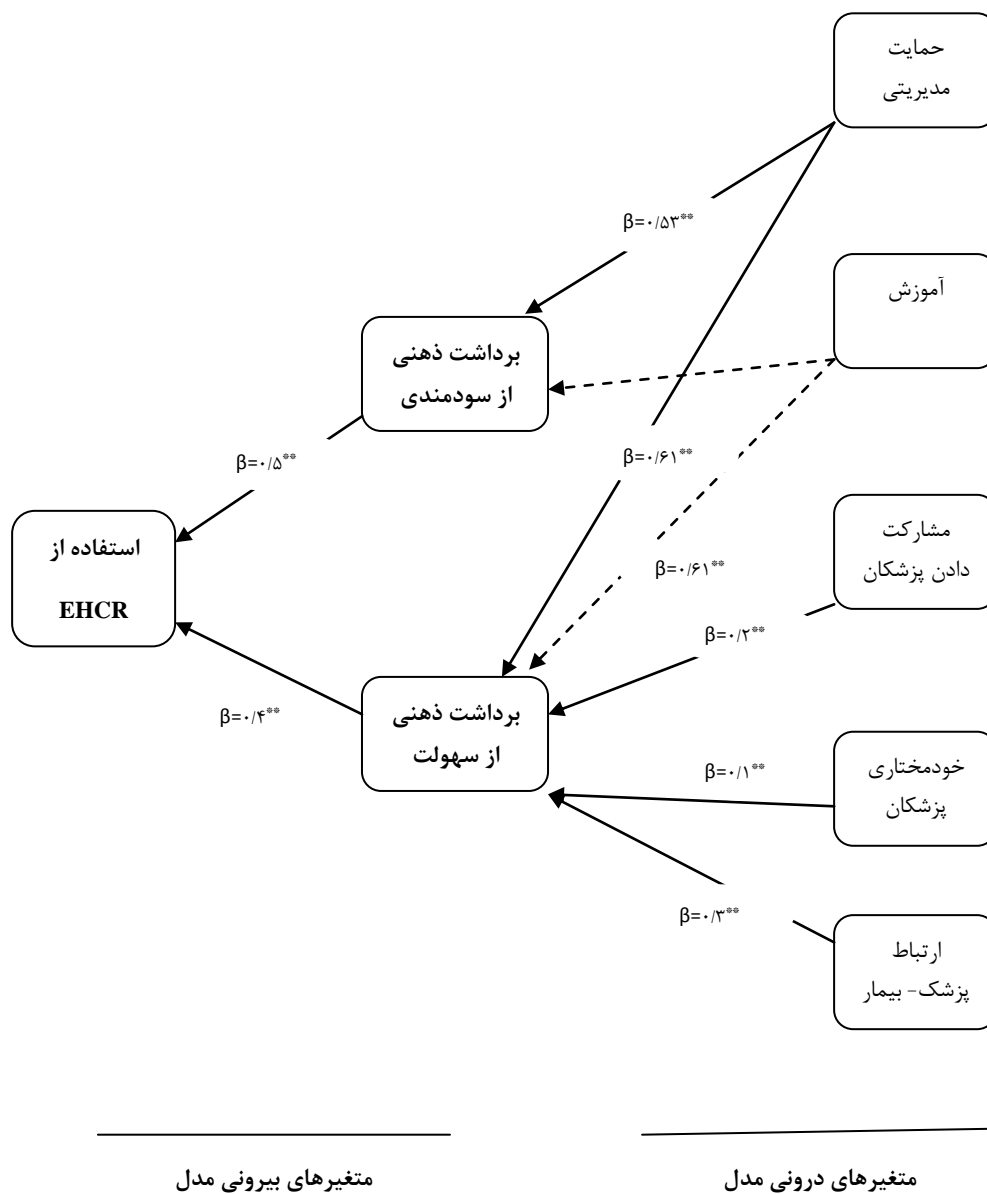 حمایت
مدیریتی
β=۰/۵۳**
آموزش
برداشت ذهنی
از سودمندی
β=۰/۵**
β=۰/۶۱**
مشارکت
دادن پزشکان
استفاده از
EHCR
β=۰/۶۱**
β=۰/۲**
برداشت ذهنی
از سهولت
β=۰/۴**
خودمختاری
پزشکان
β=۰/۱**
β=۰/۳**
ارتباط
پزشک- بیمار
متغیرهای درونی مدل
متغیرهای بیرونی مدل